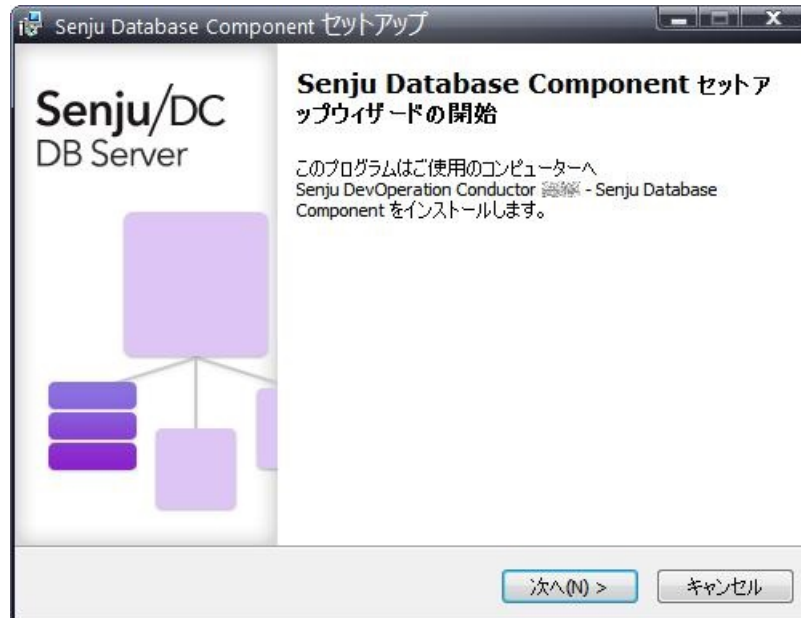 Senju Database Component セットアップ
Senju/DC
DB Server
Senju Database Component セットア
ップウィザードの開始
このプログラムはご使用のコンピューターへ
Senju DevOperation Conductor - Senju Database
Component をインストールします。
次へ(N) >
キャンセル